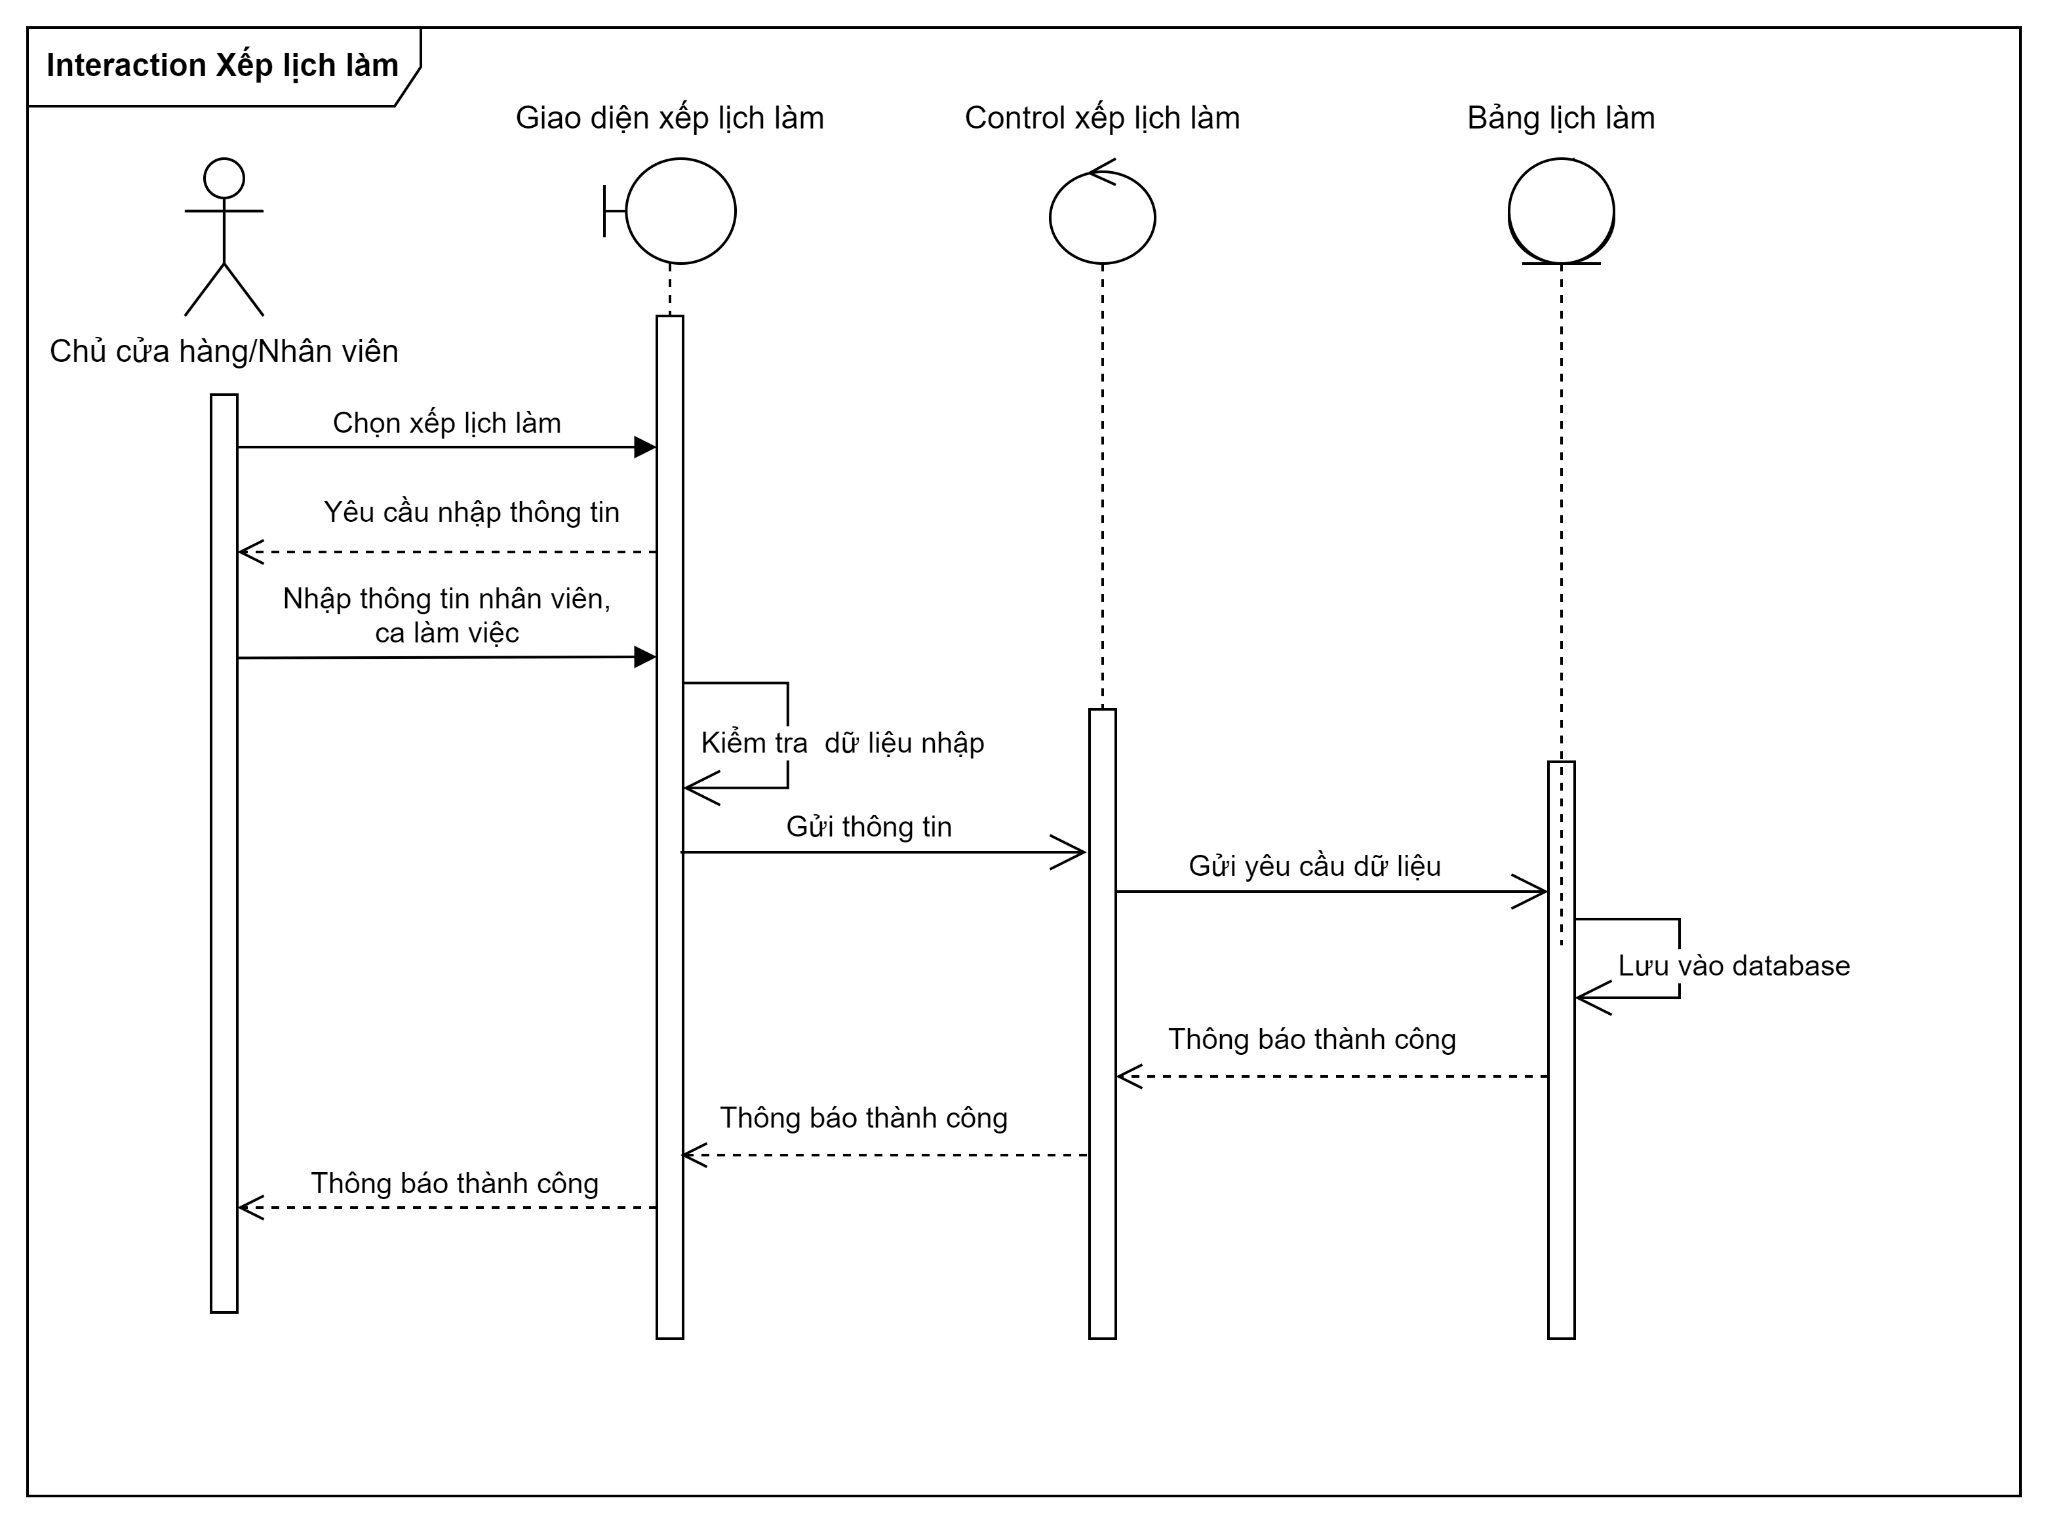 Interaction Xếp lịch làm
Giao diện xếp lịch làm
Control xếp lịch làm
Bảng lịch làm
Chủ cửa hàng/Nhân viên
Chọn xếp lịch làm
Yêu cầu nhập thông tin
Nhập thông tin nhân viên,
ca làm việc
Kiểm tra  dữ liệu nhập
Gửi thông tin
Gửi yêu cầu dữ liệu
Lưu vào database
Thông báo thành công
Thông báo thành công
Thông báo thành công